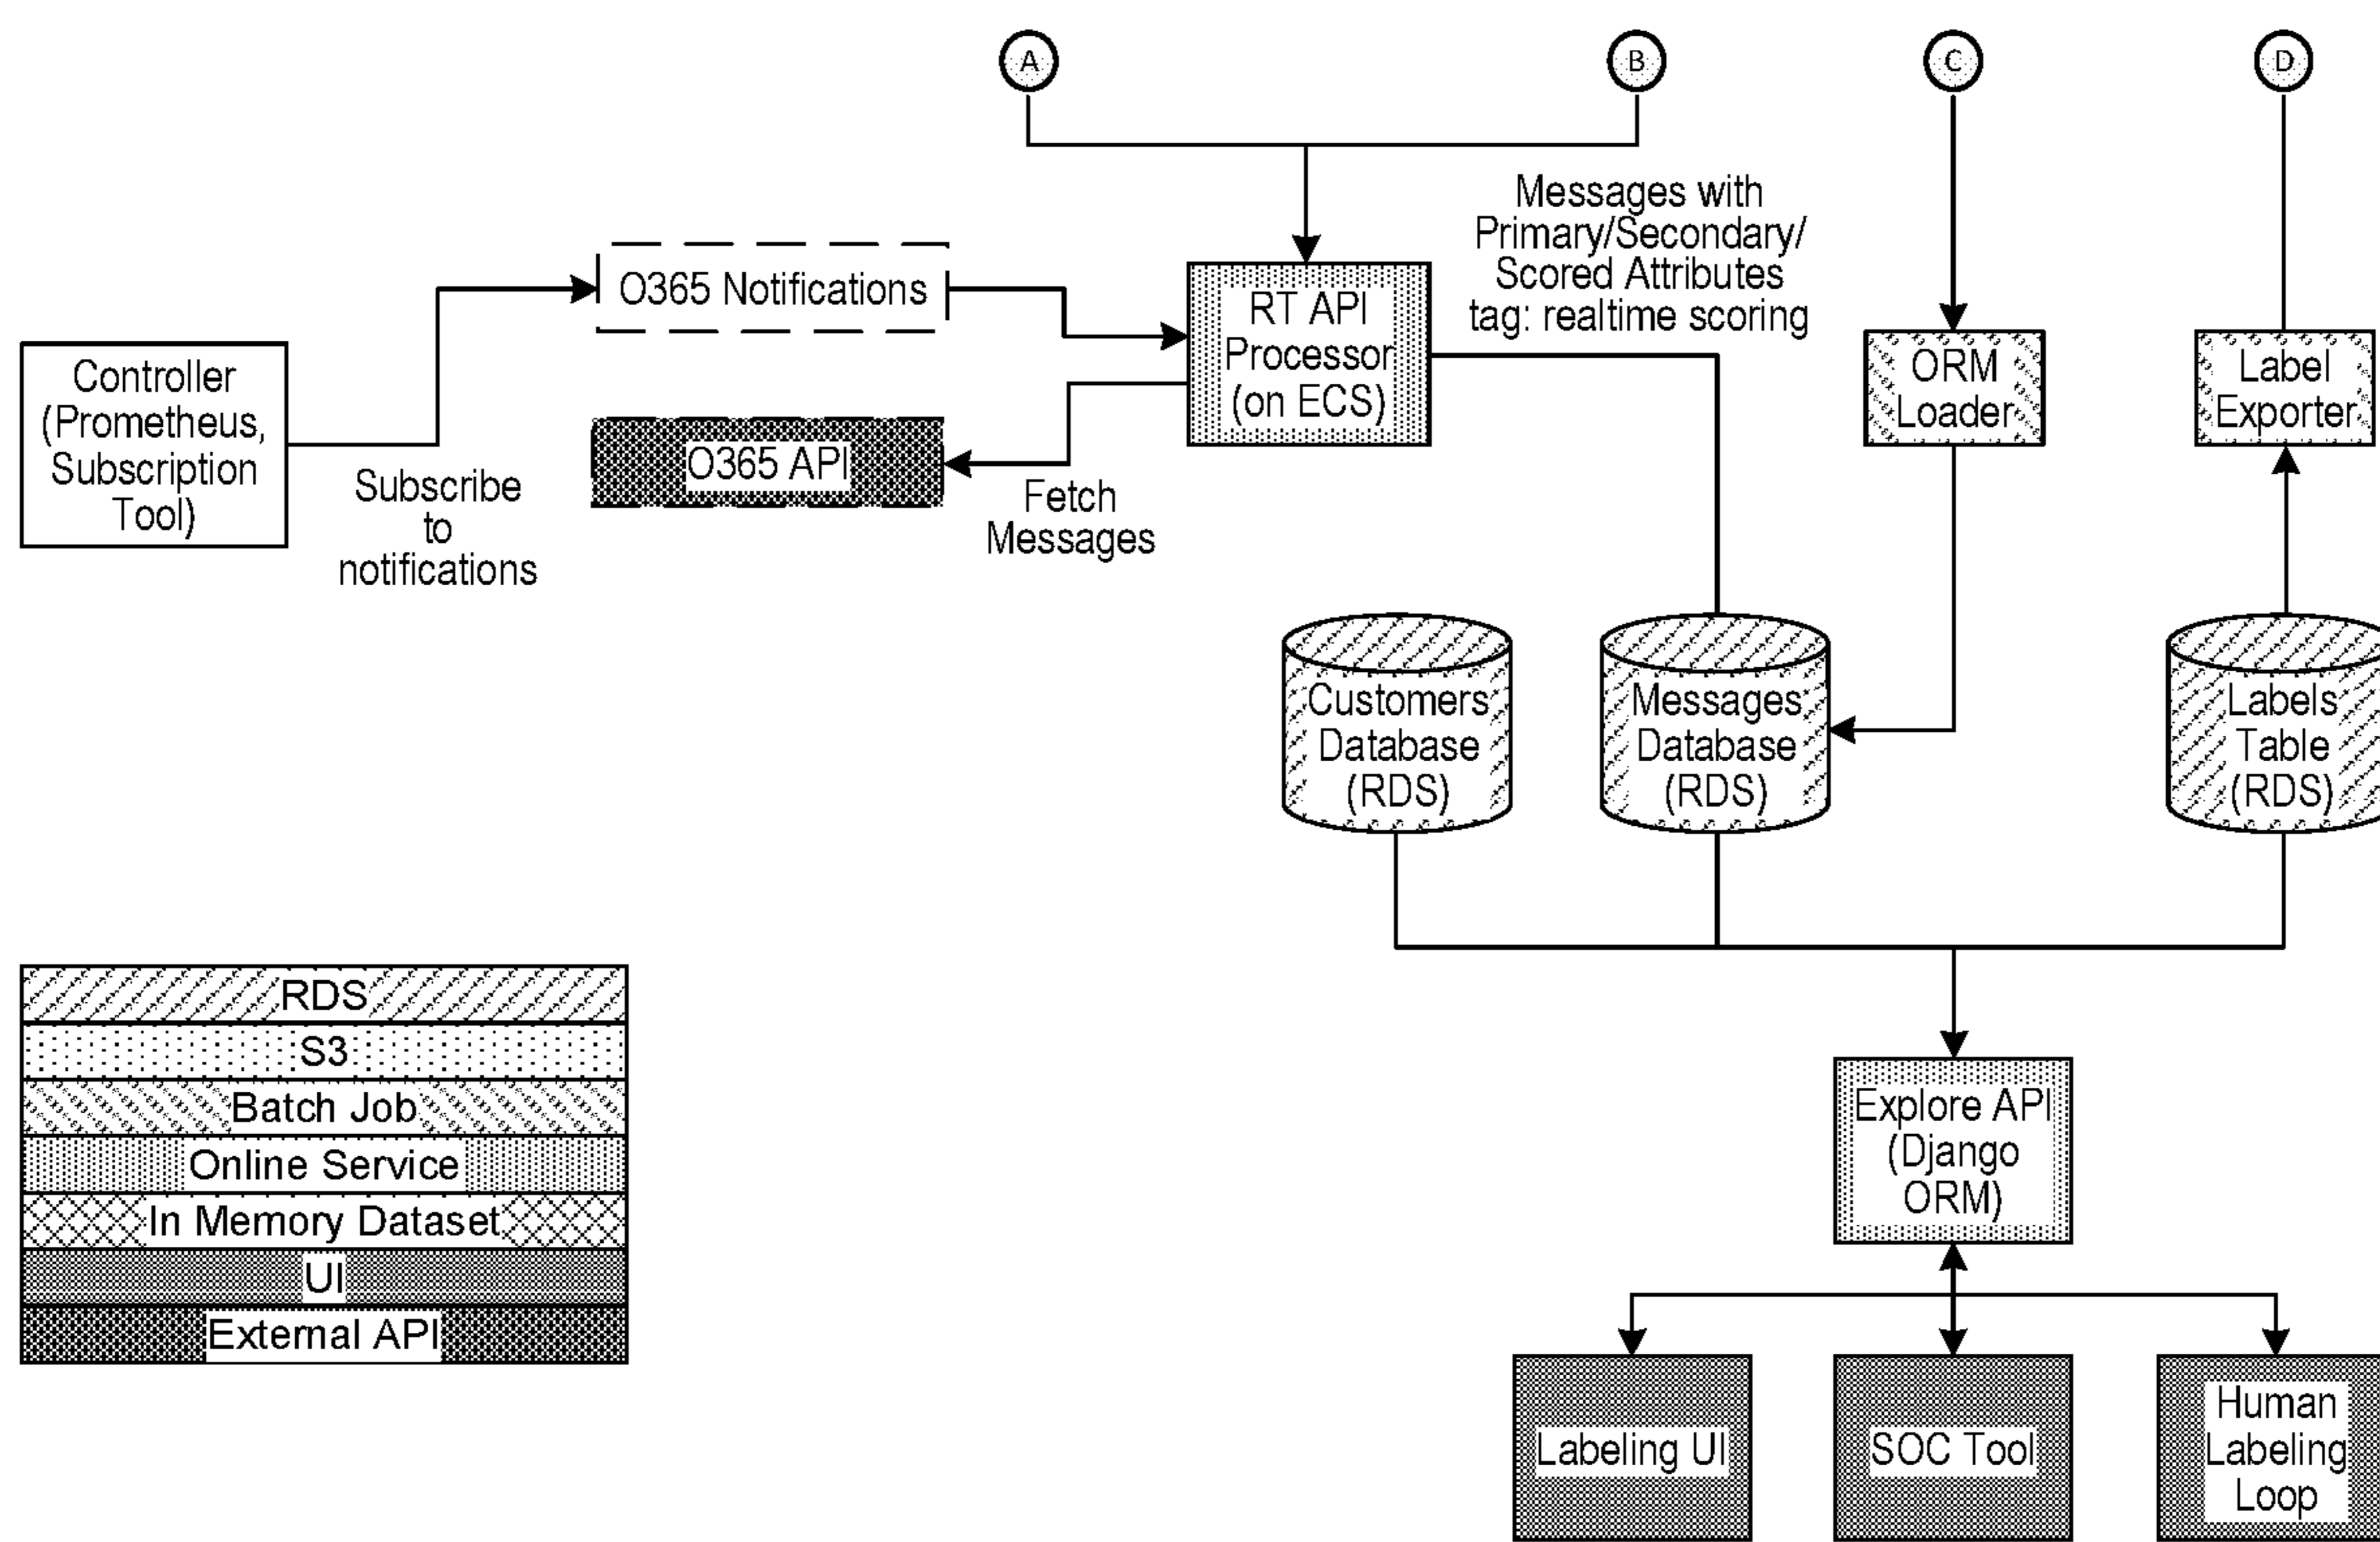 A
B
C
D
Messages with
Primary/Secondary/
Scored Attributes
tag: realtime scoring
O365 Notifications
RT API
Processor
(on ECS)
Controller
(Prometheus,
Subscription
Tool)
ORM
Loader
Label
Exporter
O365 API
Subscribe
to
notifications
Fetch
Messages
Customers
Database
(RDS)
Messages
Database
(RDS)
Labels
Table
(RDS)
RDS
S3
Batch Job
Online Service
In Memory Dataset
UI
External API
Explore API
(Django
ORM)
Labeling UI
SOC Tool
Human
Labeling
Loop